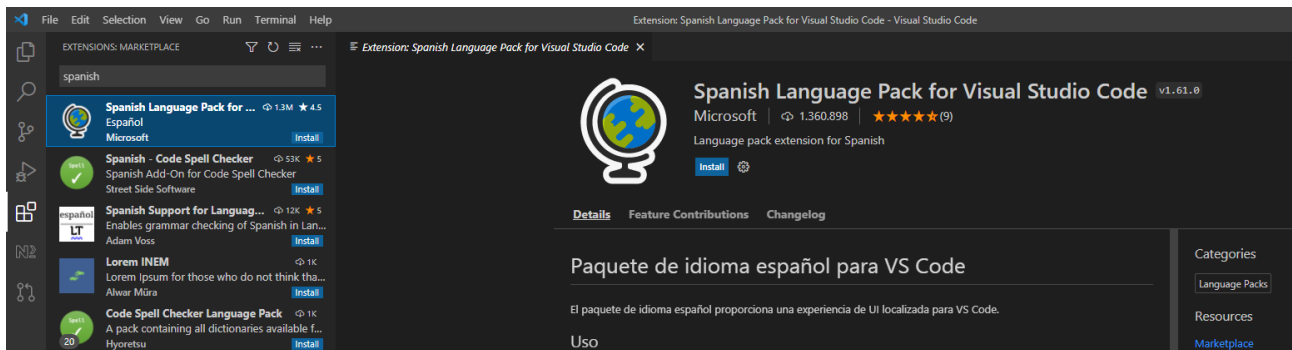 File Edit Selection View Go Run Terminal Help
Extension: Spanish Language Pack for Visual Studio Code - Visual Studio Code
EXTENSIONS: MARKETPLACE
spanish
Spanish Language Pack for ... 1.3M ★ 4.5
Español
Microsoft Install
Spell
Spanish - Code Spell Checker 53K ★ 5
Spanish Add-On for Code Spell Checker
Street Side Software Install
español
LT
Spanish Support for Languag... 12K ★ 5
Enables grammar checking of Spanish in Lan...
Adam Voss Install
Lorem INEM 1K
Lorem Ipsum for those who do not think tha...
Alwar Mūra Install
Spell
20
Code Spell Checker Language Pack 1K
A pack containing all dictionaries available f...
Hyoretsu Install
Extension: Spanish Language Pack for Visual Studio Code
Spanish Language Pack for Visual Studio Code v1.61.0
Microsoft 1.360.898 (9)
Language pack extension for Spanish
Install
Details Feature Contributions Changelog
Paquete de idioma español para VS Code
El paquete de idioma español proporciona una experiencia de UI localizada para VS Code.
Uso
Categories
Language Packs
Resources
Marketplace